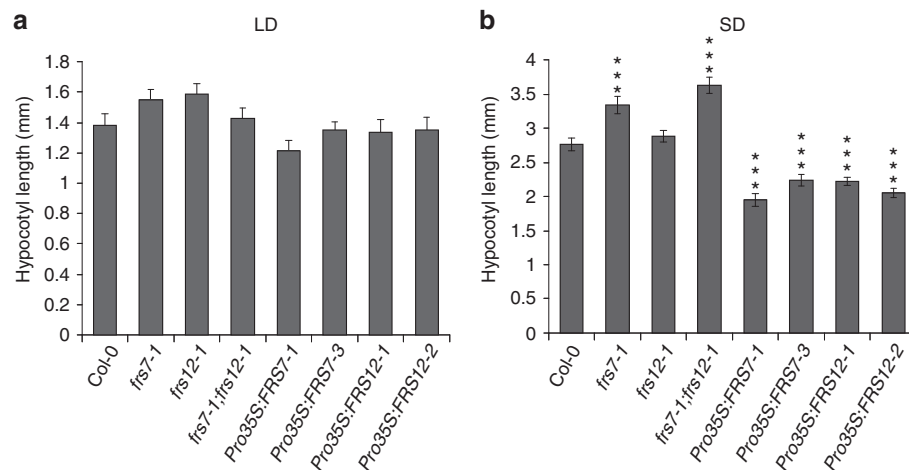 a
LD
Hypocotyl length (mm)
1.8
1.6
1.4
1.2
1
0.8
0.6
0.4
0.2
0
Col-0
frs7-1
frs12-1
frs7-1;frs12-1
Pro35S:FRS7-1
Pro35S:FRS7-3
Pro35S:FRS12-1
Pro35S:FRS12-2
b
SD
Hypocotyl length (mm)
4
3.5
3
2.5
2
1.5
1
0.5
0
***
***
***
***
***
***
Col-0
frs7-1
frs12-1
frs7-1;frs12-1
Pro35S:FRS7-1
Pro35S:FRS7-3
Pro35S:FRS12-1
Pro35S:FRS12-2